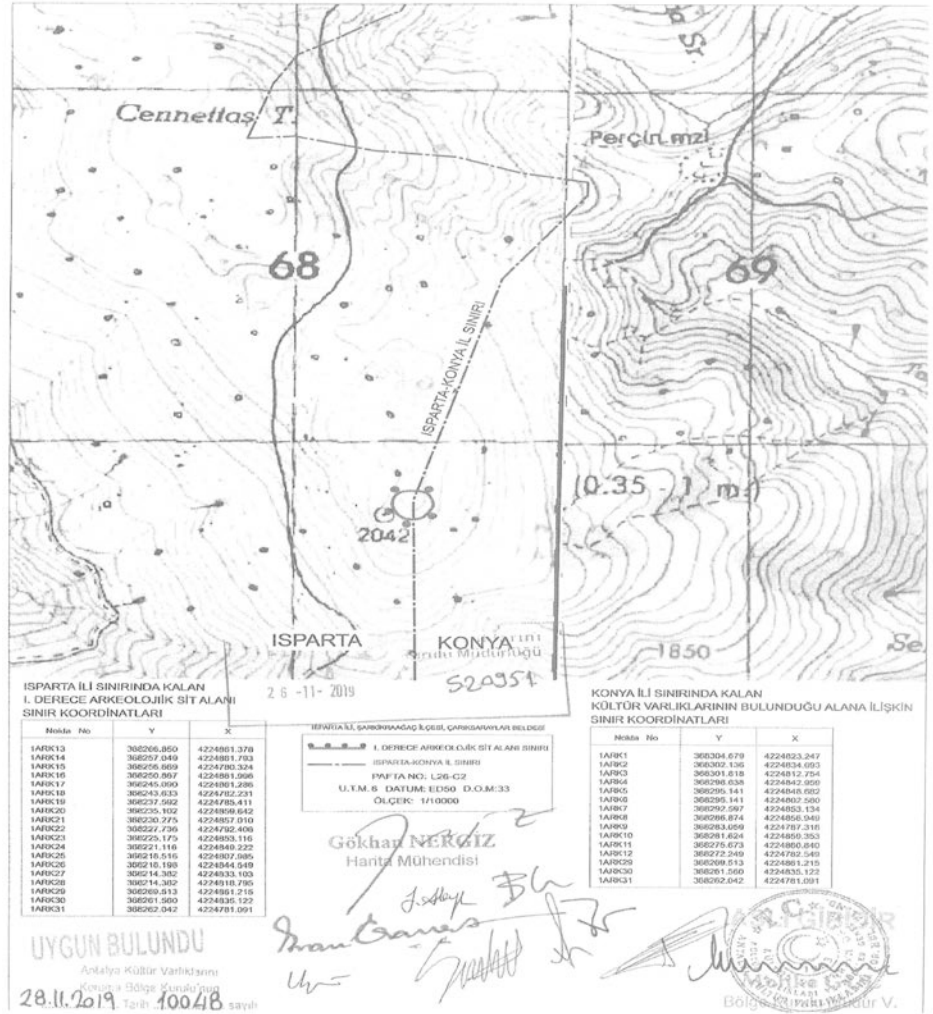 Cennettaş T.
Perçin mzl
68
69
ISPARTA-KONYA İL SINIRI
(0.35 - 1 m.)
2042
ISPARTA
KONYA
1850
Se
26 -11- 2019
520951
ISPARTA İLİ SINIRINDA KALAN
I. DERECE ARKEOLOJİİK SİT ALANI
SINIR KOORDİNATLARI
Nokta No Y X
1ARK13 368266.850 4224861.378
1ARK14 368257.049 4224861.793
1ARK15 4224780.324
1ARK16 368250.867 4224861.996
1ARK17 368245.090 4224861.286
1ARK18 368243.633 4224782.231
1ARK19 368237.592 4224785.411
1ARK20 368235.102 4224859.642
1ARK21 368230.275 4224857.010
1ARK22 368227.736 4224792.408
1ARK23 368225.175 4224853.116
1ARK24 368221.116 4224849.222
1ARK25 368218.516 4224807.985
1ARK26 368218.198 4224844.549
1ARK27 368214.382 4224833.103
1ARK28 368214.382 4224818.795
1ARK29 368269.513 4224861.215
1ARK30 368261.560 4224835.122
1ARK31 368262.042 4224781.091
ISPARTA İLİ, ŞARKİKARAAĞAÇ İLÇESİ, ÇARIKSARAYLAR BELDESİ
I. DERECE ARKEOLOJİK SİT ALANI SINIRI
ISPARTA-KONYA İL SINIRI
PAFTA NO: L26-C2
U.T.M. 6 DATUM: ED50 D.O.M:33
ÖLÇEK: 1/10000
Gökhan NERGİZ
Harita Mühendisi
KONYA İLİ SINIRINDA KALAN
KÜLTÜR VARLIKLARININ BULUNDUĞU ALANA İLİŞKİN
SINIR KOORDİNATLARI
Nokta No Y X
1ARK1 368304.679 4224823.247
1ARK2 368302.136 4224834.693
1ARK3 368301.818 4224812.754
1ARK4 368298.638 4224842.950
1ARK5 368295.141 4224848.682
1ARK6 368295.141 4224802.580
1ARK7 368292.597 4224853.134
1ARK8 368286.874 4224856.949
1ARK9 368283.059 4224797.316
1ARK10 368281.624 4224859.353
1ARK11 368275.673 4224860.840
1ARK12 368272.249 4224782.549
1ARK29 368269.513 4224861.215
1ARK30 368261.560 4224835.122
1ARK31 368262.042 4224781.091
UYGUN BULUNDU
Antalya Kültür Varlıklarını
Koruma Bölge Kurulu'nun
28.11.2019 Tarih 10048 sayılı